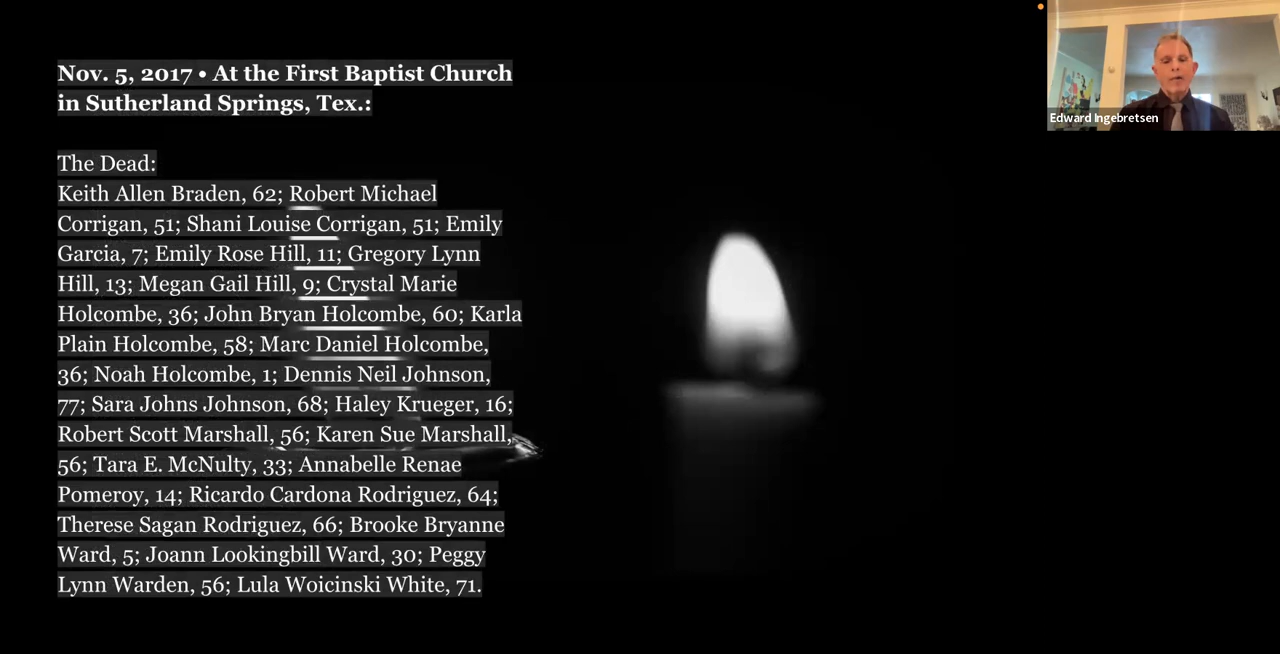 Nov. 5, 2017 • At the First Baptist Church
in Sutherland Springs, Tex.:
The Dead:
Keith Allen Braden, 62; Robert Michael
Corrigan, 51; Shani Louise Corrigan, 51; Emily
Garcia, 7; Emily Rose Hill, 11; Gregory Lynn
Hill, 13; Megan Gail Hill, 9; Crystal Marie
Holcombe, 36; John Bryan Holcombe, 60; Karla
Plain Holcombe, 58; Marc Daniel Holcombe,
36; Noah Holcombe, 1; Dennis Neil Johnson,
77; Sara Johns Johnson, 68; Haley Krueger, 16;
Robert Scott Marshall, 56; Karen Sue Marshall,
56; Tara E. McNulty, 33; Annabelle Renae
Pomeroy, 14; Ricardo Cardona Rodriguez, 64;
Therese Sagan Rodriguez, 66; Brooke Bryanne
Ward, 5; Joann Lookingbill Ward, 30; Peggy
Lynn Warden, 56; Lula Woicinski White, 71.
Edward Ingebretsen